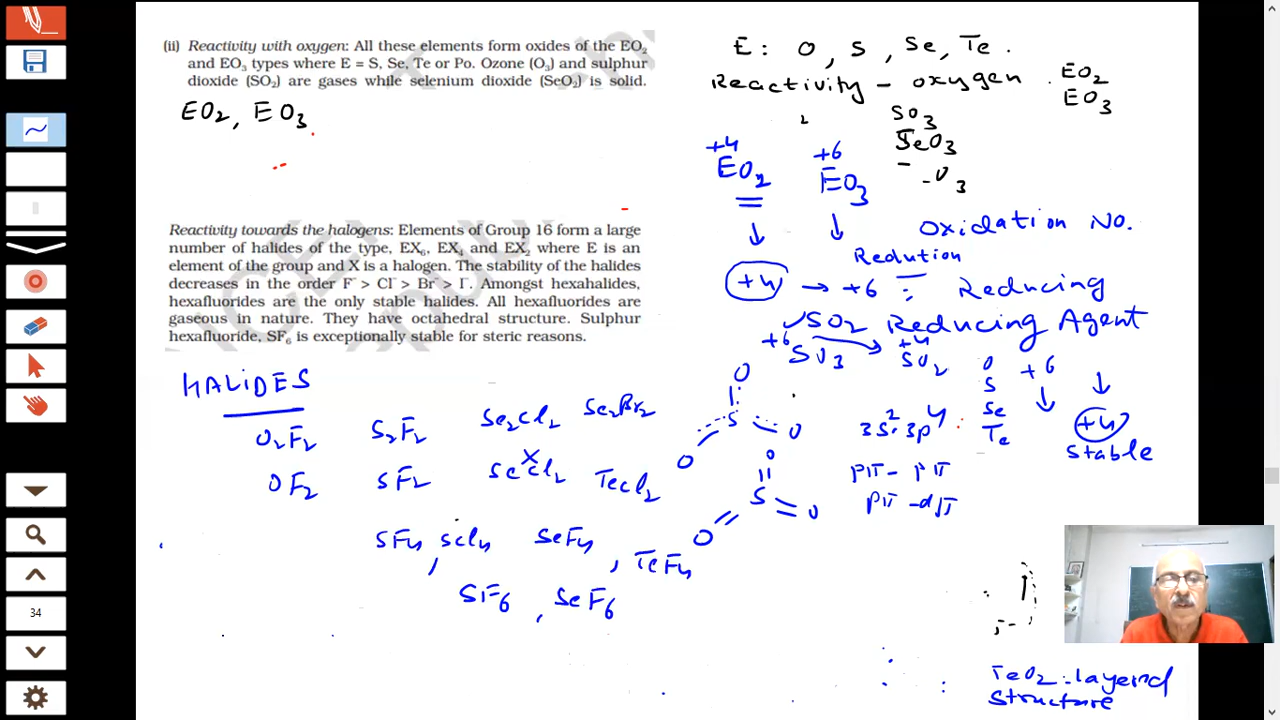 (ii) Reactivity with oxygen: All these elements form oxides of the EO2
and EO3 types where E = S, Se, Te or Po. Ozone (O3) and sulphur
dioxide (SO2) are gases while selenium dioxide (SeO2) is solid.
EO2, EO3
Reactivity towards the halogens: Elements of Group 16 form a large
number of halides of the type, EX6, EX4 and EX2 where E is an
element of the group and X is a halogen. The stability of the halides
decreases in the order F⁻ > Cl⁻ > Br⁻ > I⁻. Amongst hexahalides,
hexafluorides are the only stable halides. All hexafluorides are
gaseous in nature. They have octahedral structure. Sulphur
hexafluoride, SF6 is exceptionally stable for steric reasons.
HALIDES
O2F2 S2F2 Se2Cl2 Se2Br2
OF2 SF2 SeCl2 TeCl2
SF4, SCl4 SeF4, TeF4
SF6, SeF6
E: O, S, Se, Te.
Reactivity - oxygen EO2
EO3
SO3
SeO3
- -O3
+4 +6
EO2 EO3
Oxidation NO.
Redution
+4 → +6 Reducing
SO2 Reducing Agent
+6 +4
SO3 → SO2
O
S
Se
Te
+6
+4
stable
O
S
O O
O
S
O O
3s2 3p4
pπ-pπ
pπ-dπ
TeO2: layered
structure
34